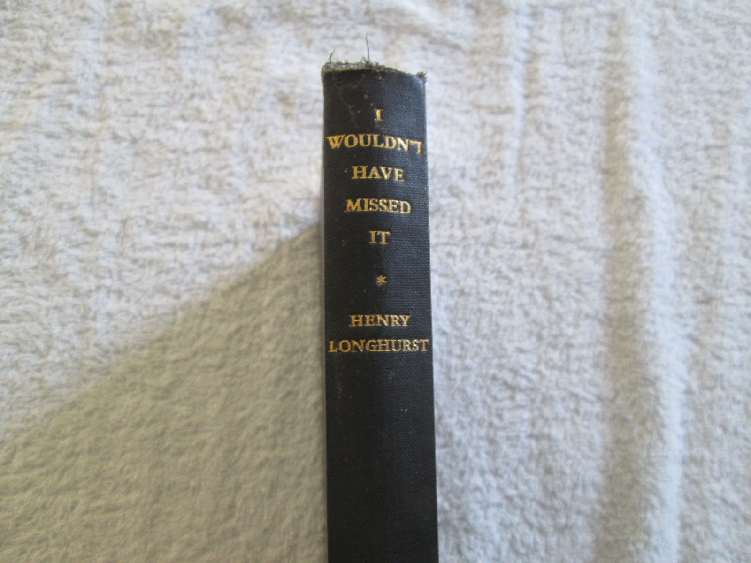 I
WOULDN'T
HAVE
MISSED
IT
*
HENRY
LONGHURST